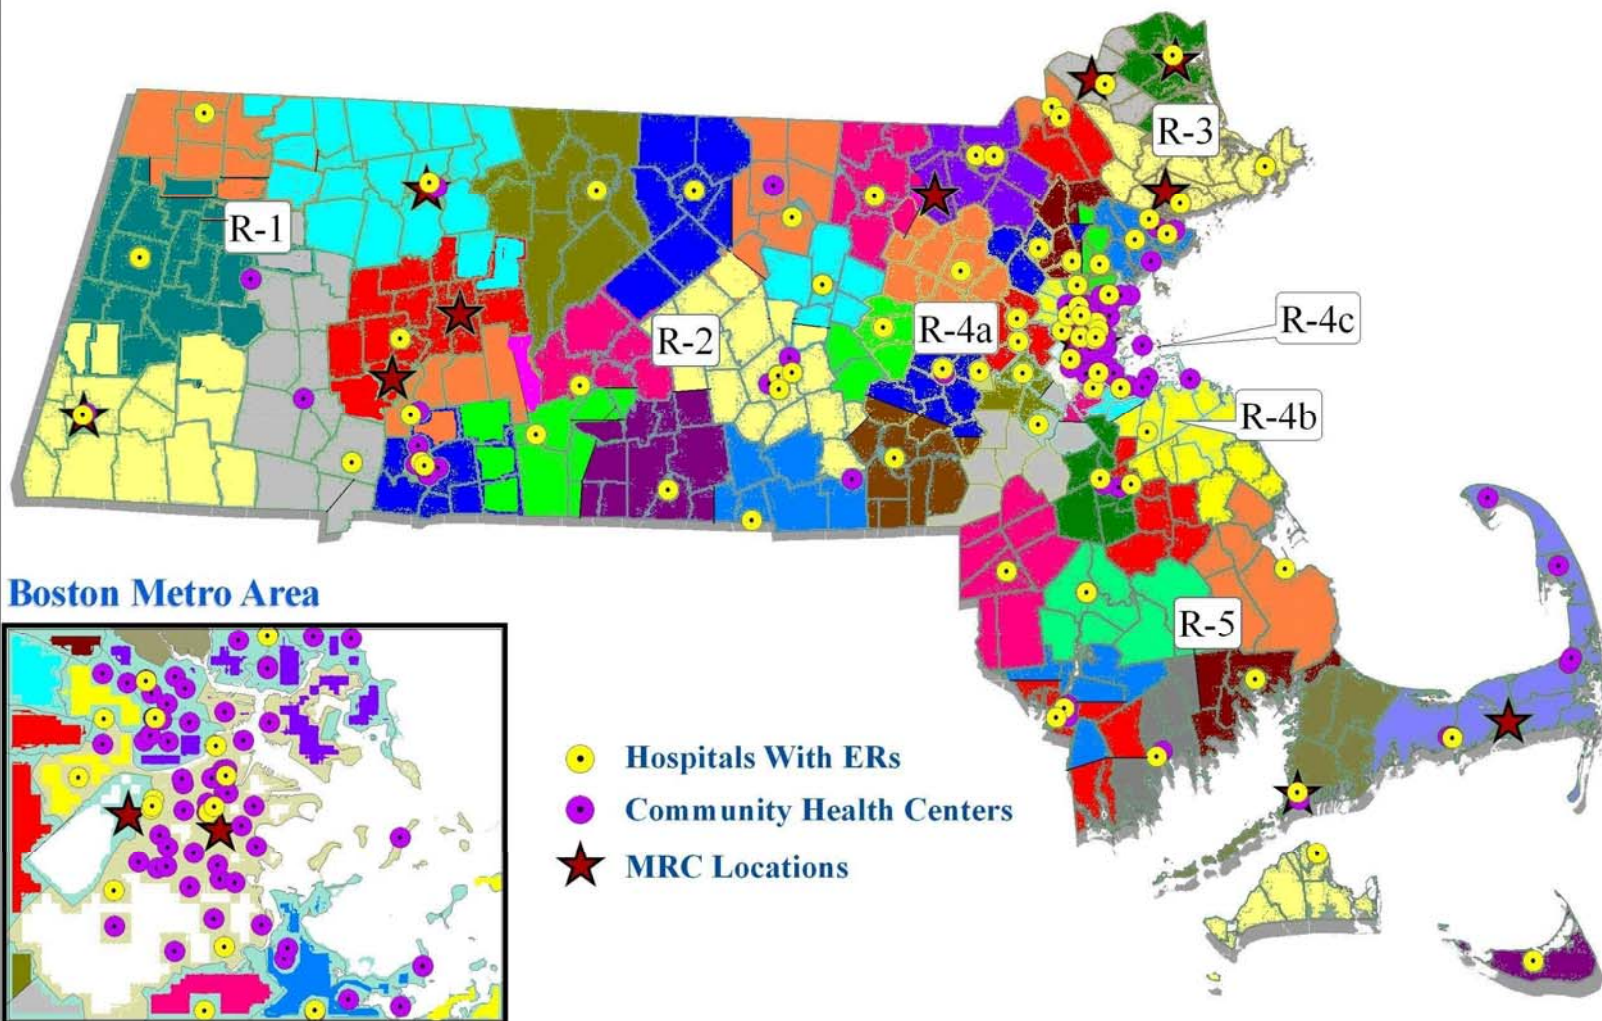 R-3
R-1
R-2
R-4a
R-4c
R-4b
Boston Metro Area
R-5
Hospitals With ERs
Community Health Centers
MRC Locations